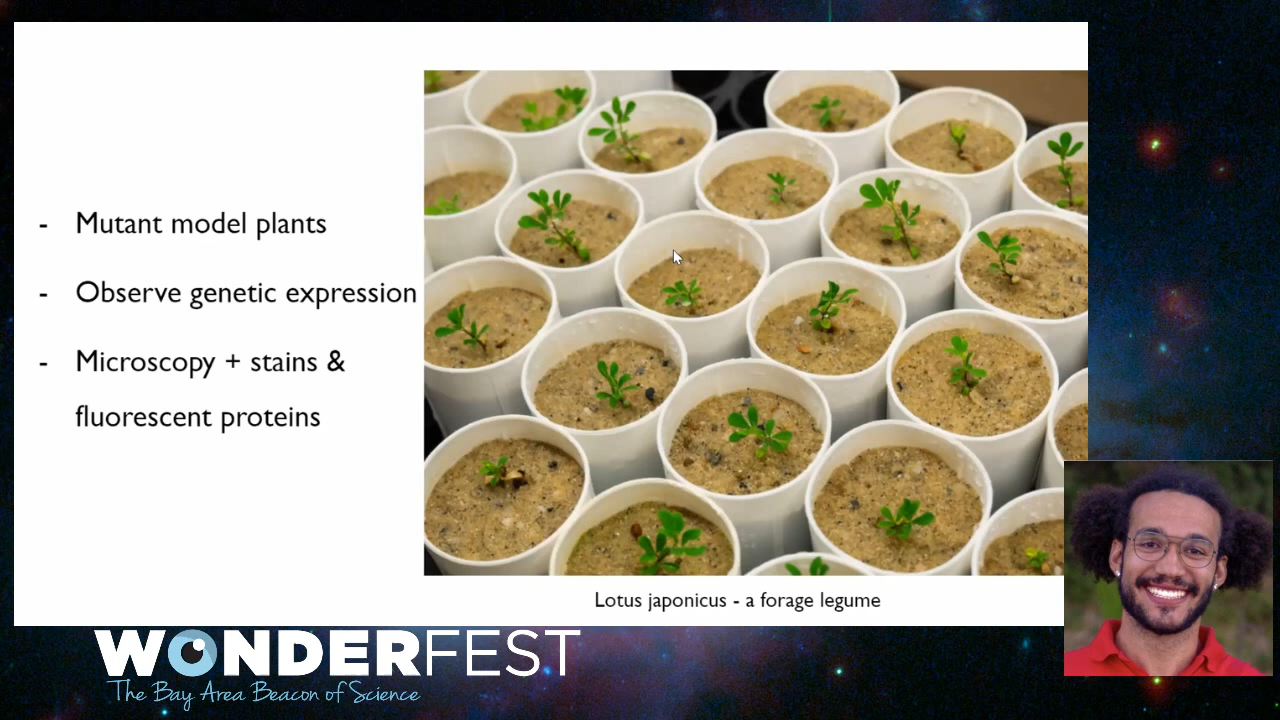 - Mutant model plants
- Observe genetic expression
- Microscopy + stains &
fluorescent proteins
Lotus japonicus - a forage legume
WONDERFEST
The Bay Area Beacon of Science